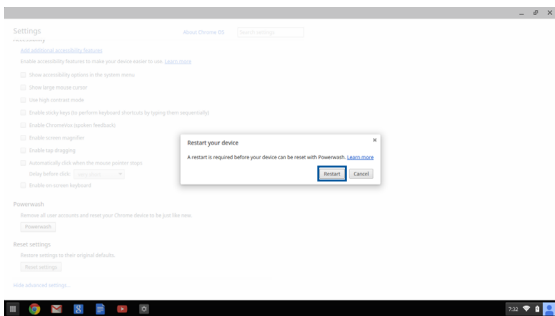 Settings
About Chrome OS
Search settings
Accessibility
Add additional accessibility features
Enable accessibility features to make your device easier to use. Learn more
Show accessibility options in the system menu
Show large mouse cursor
Use high contrast mode
Enable sticky keys (to perform keyboard shortcuts by typing them sequentially)
Enable ChromeVox (spoken feedback)
Enable screen magnifier
Enable tap dragging
Automatically click when the mouse pointer stops
Delay before click:
Enable on-screen keyboard
Restart your device
A restart is required before your device can be reset with Powerwash. Learn more
Restart
Cancel
Powerwash
Remove all user accounts and reset your Chrome device to be just like new.
Powerwash
Reset settings
Restore settings to their original defaults.
Reset settings
Hide advanced settings...
7:32